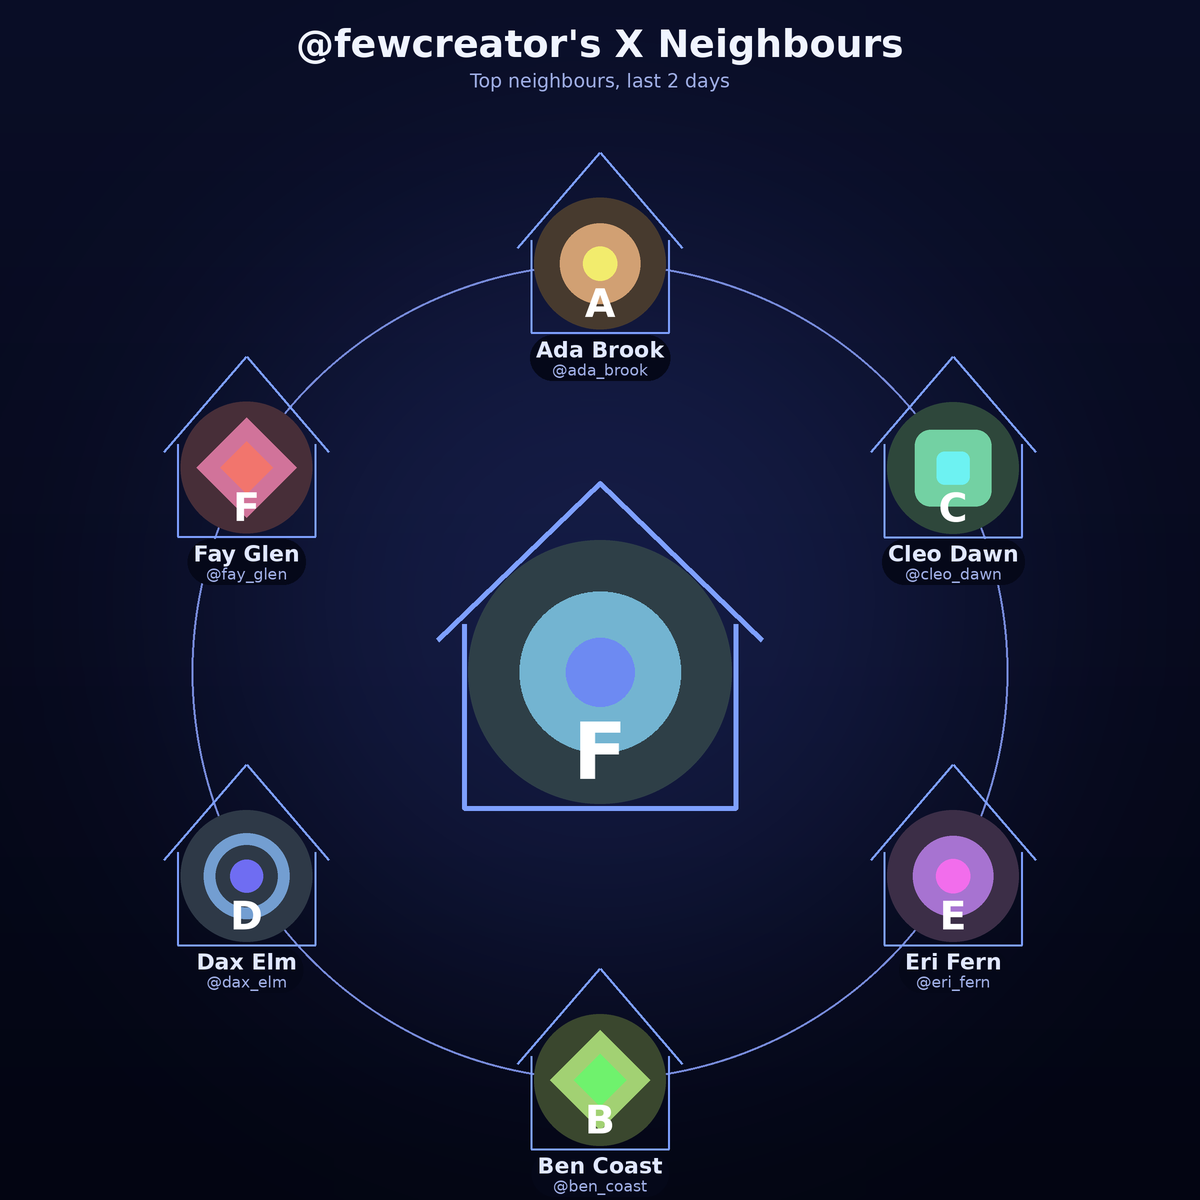 @fewcreator's X Neighbours
Top neighbours, last 2 days
A
Ada Brook
@ada_brook
F
Fay Glen
@fay_glen
C
Cleo Dawn
@cleo_dawn
F
D
Dax Elm
@dax_elm
E
Eri Fern
@eri_fern
B
Ben Coast
@ben_coast